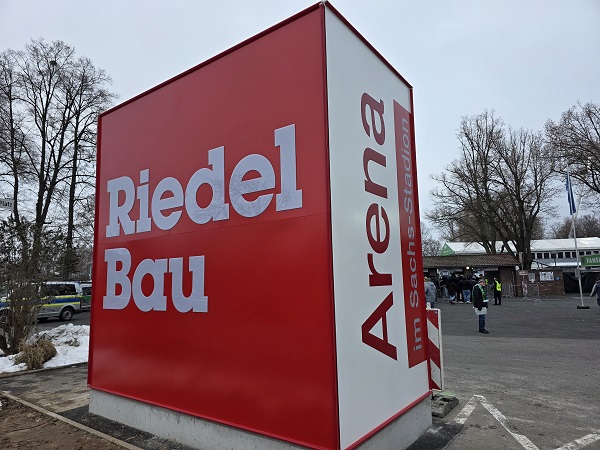 Riedel
Bau
Arena
im Sachs-Stadion